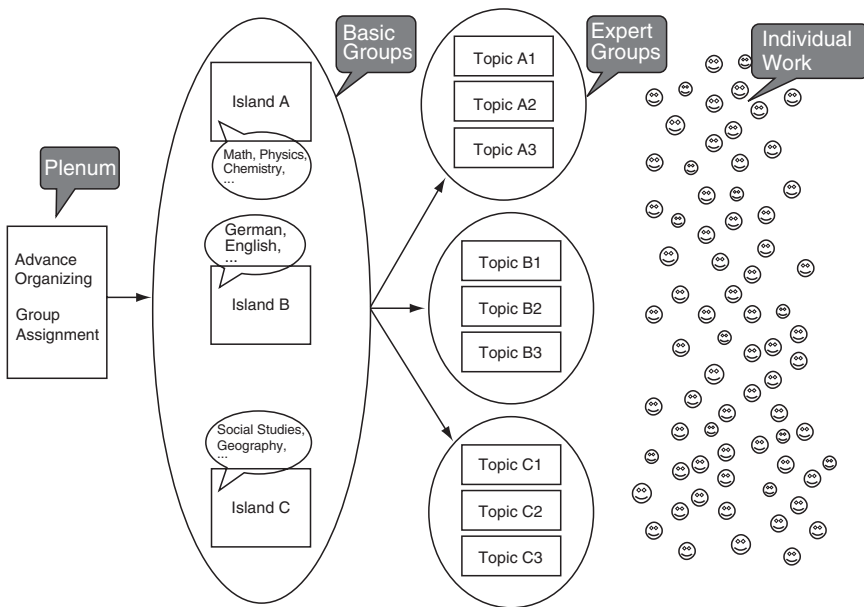 Plenum
Advance
Organizing
Group
Assignment
Basic
Groups
Island A
Math, Physics,
Chemistry,
...
German,
English,
...
Island B
Social Studies,
Geography,
...
Island C
Expert
Groups
Topic A1
Topic A2
Topic A3
Topic B1
Topic B2
Topic B3
Topic C1
Topic C2
Topic C3
Individual
Work